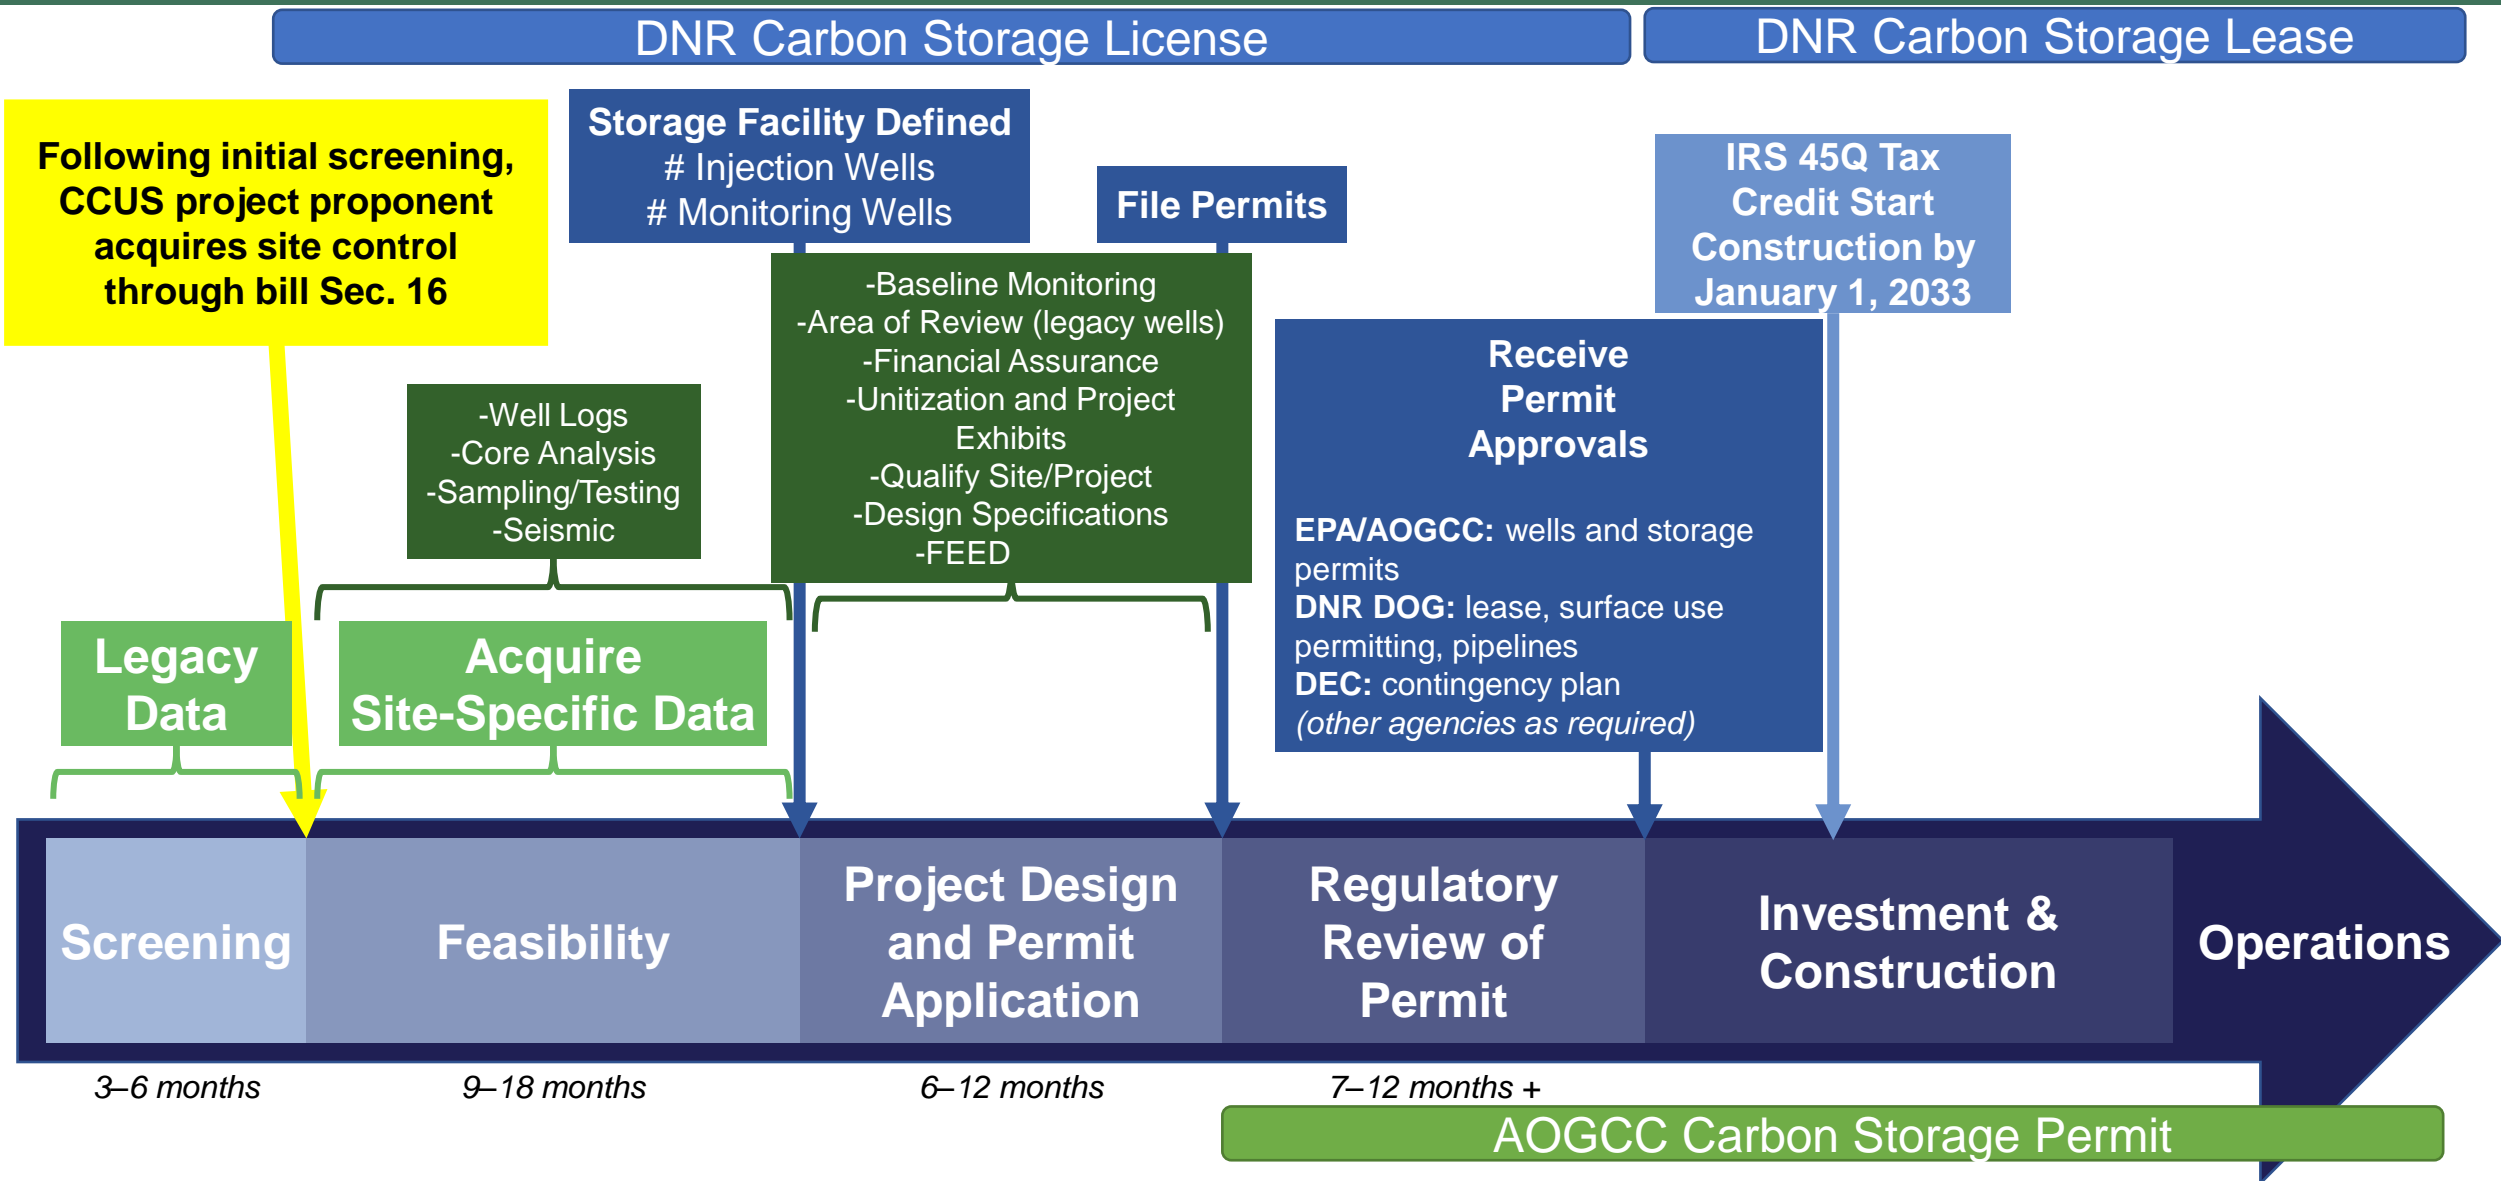 DNR Carbon Storage License
DNR Carbon Storage Lease
Following initial screening,
CCUS project proponent
acquires site control
through bill Sec. 16
Storage Facility Defined
# Injection Wells
# Monitoring Wells
File Permits
IRS 45Q Tax
Credit Start
Construction by
January 1, 2033
-Well Logs
-Core Analysis
-Sampling/Testing
-Seismic
-Baseline Monitoring
-Area of Review (legacy wells)
-Financial Assurance
-Unitization and Project
Exhibits
-Qualify Site/Project
-Design Specifications
-FEED
Receive
Permit
Approvals
EPA/AOGCC: wells and storage
permits
DNR DOG: lease, surface use
permitting, pipelines
DEC: contingency plan
(other agencies as required)
Legacy
Data
Acquire
Site-Specific Data
Screening
Feasibility
Project Design
and Permit
Application
Regulatory
Review of
Permit
Investment &
Construction
Operations
3–6 months
9–18 months
6–12 months
7–12 months +
AOGCC Carbon Storage Permit